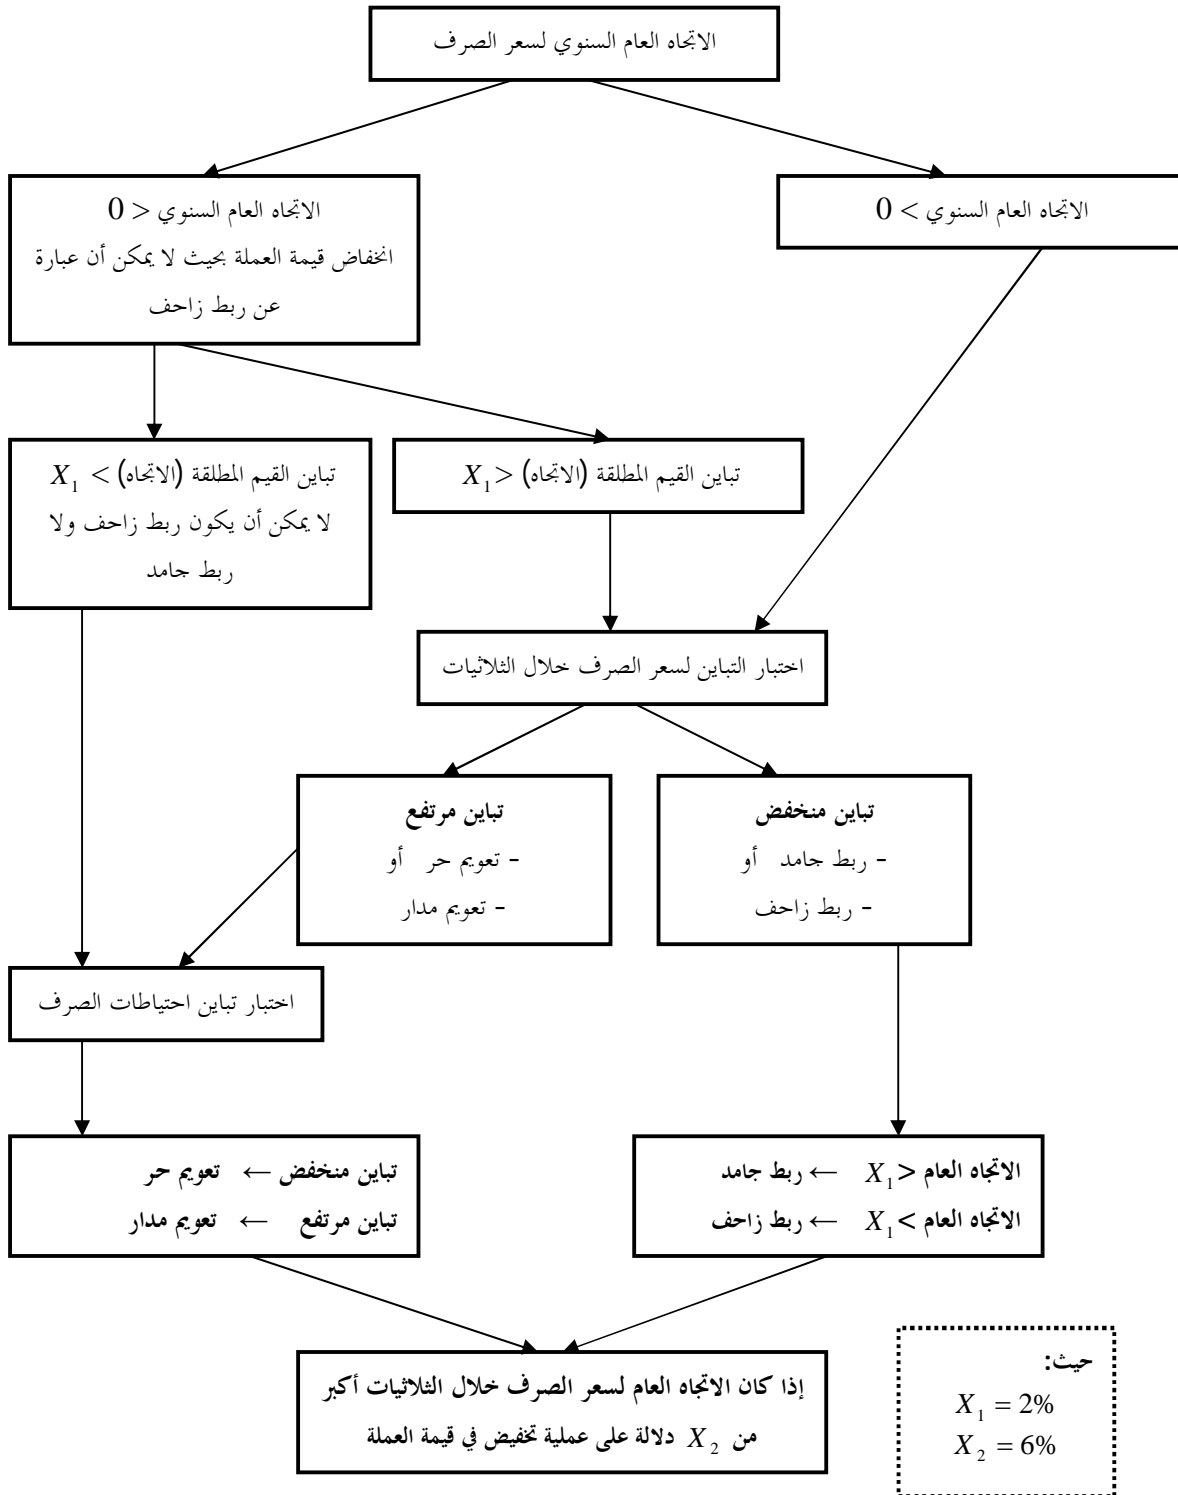 الاتجاه العام السنوي لسعر الصرف
الاتجاه العام السنوي > 0
انخفاض قيمة العملة بحيث لا يمكن أن عبارة
عن ربط زاحف
الاتجاه العام السنوي < 0
تباين القيم المطلقة (الاتجاه) > X₁
لا يمكن أن يكون ربط زاحف ولا
ربط جامد
تباين القيم المطلقة (الاتجاه) < X₁
اختبار التباين لسعر الصرف خلال الثلاثيات
تباين منخفض
- ربط جامد أو
- ربط زاحف
تباين مرتفع
- تعويم حر أو
- تعويم مدار
اختبار تباين احتياطات الصرف
الاتجاه العام < X₁ ← ربط جامد
الاتجاه العام > X₁ ← ربط زاحف
تباين منخفض ← تعويم حر
تباين مرتفع ← تعويم مدار
إذا كان الاتجاه العام لسعر الصرف خلال الثلاثيات أكبر
من X₂ دلالة على عملية تخفيض في قيمة العملة
حيث:
X₁ = 2%
X₂ = 6%